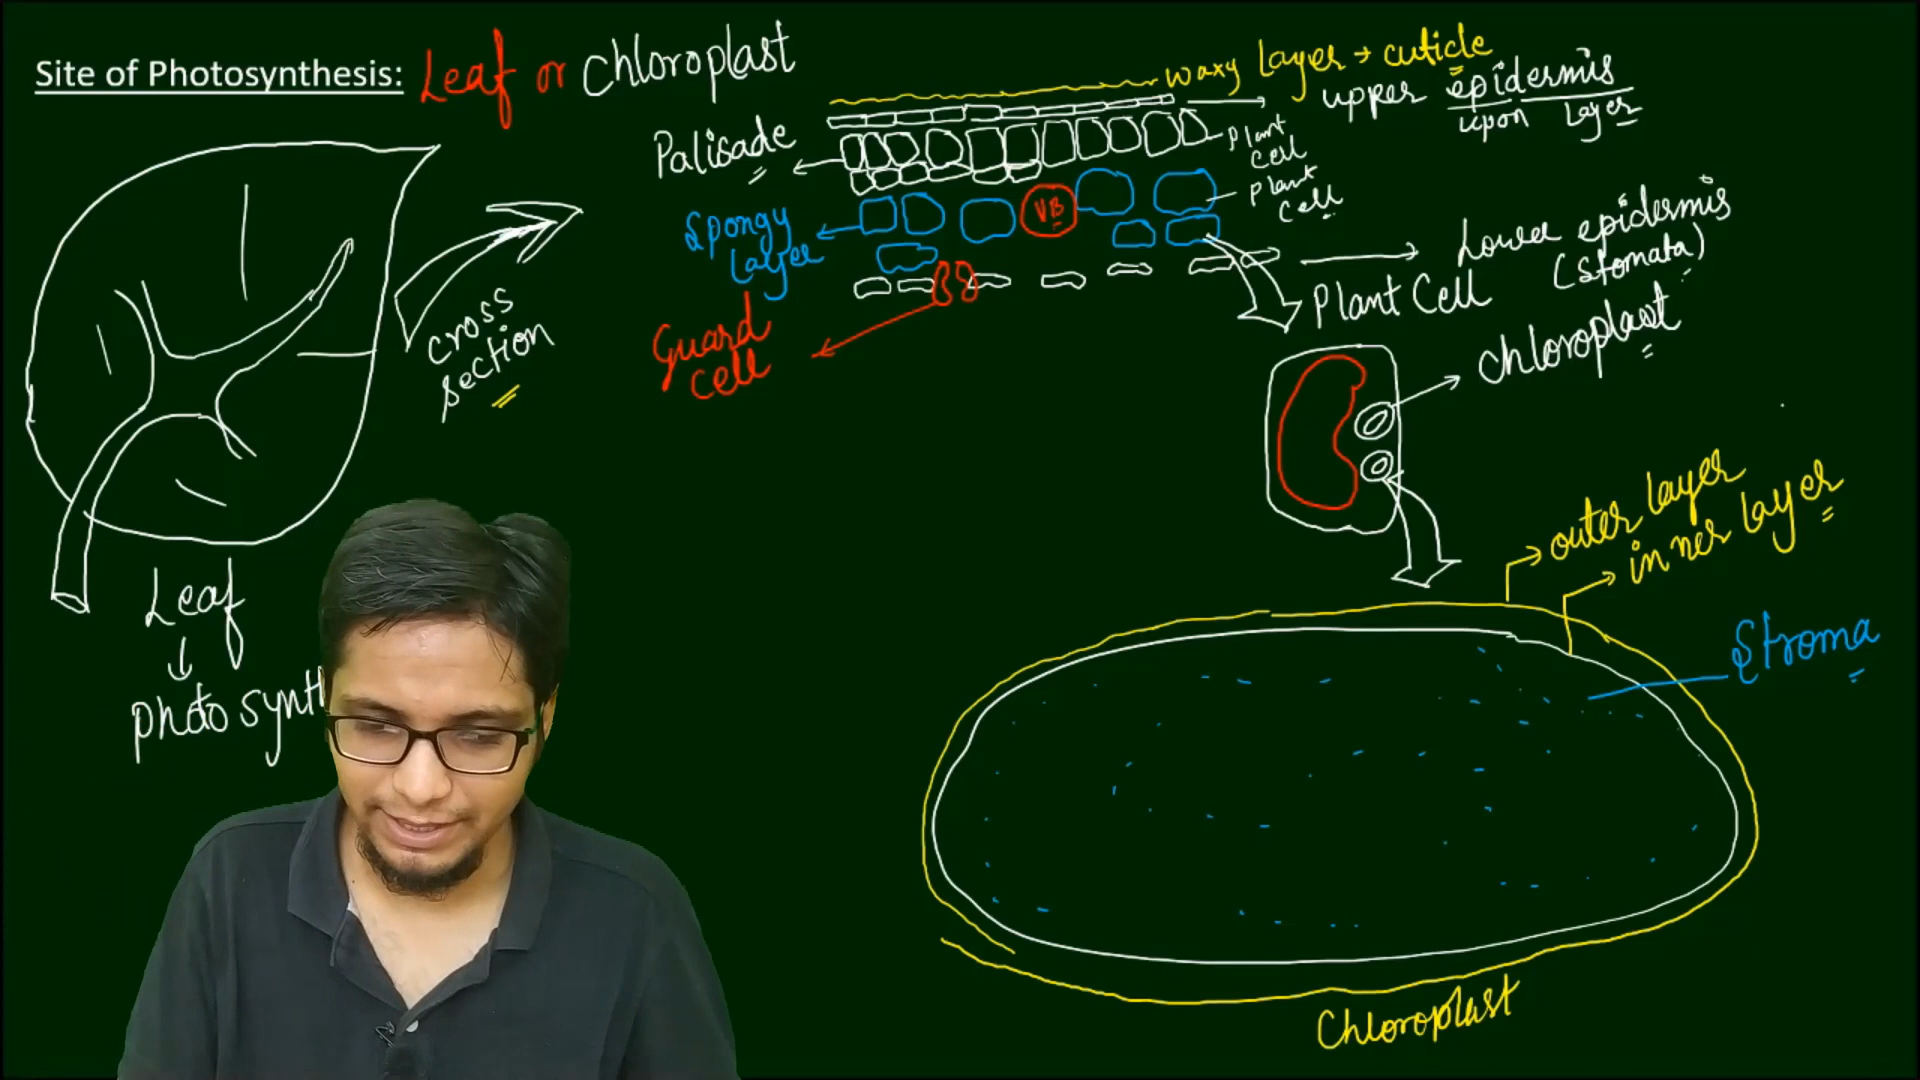 Site of Photosynthesis: Leaf or Chloroplast
waxy layer → cuticle
upper epidermis
upon layer
Palisade
Plant
cell
Plant
cell
Spongy
layer
VB
Lower epidermis
(stomata)
Guard
cell
cross
section
Plant Cell
chloroplast
outer layer
inner layer
Stroma
Leaf
photosynth
Chloroplast